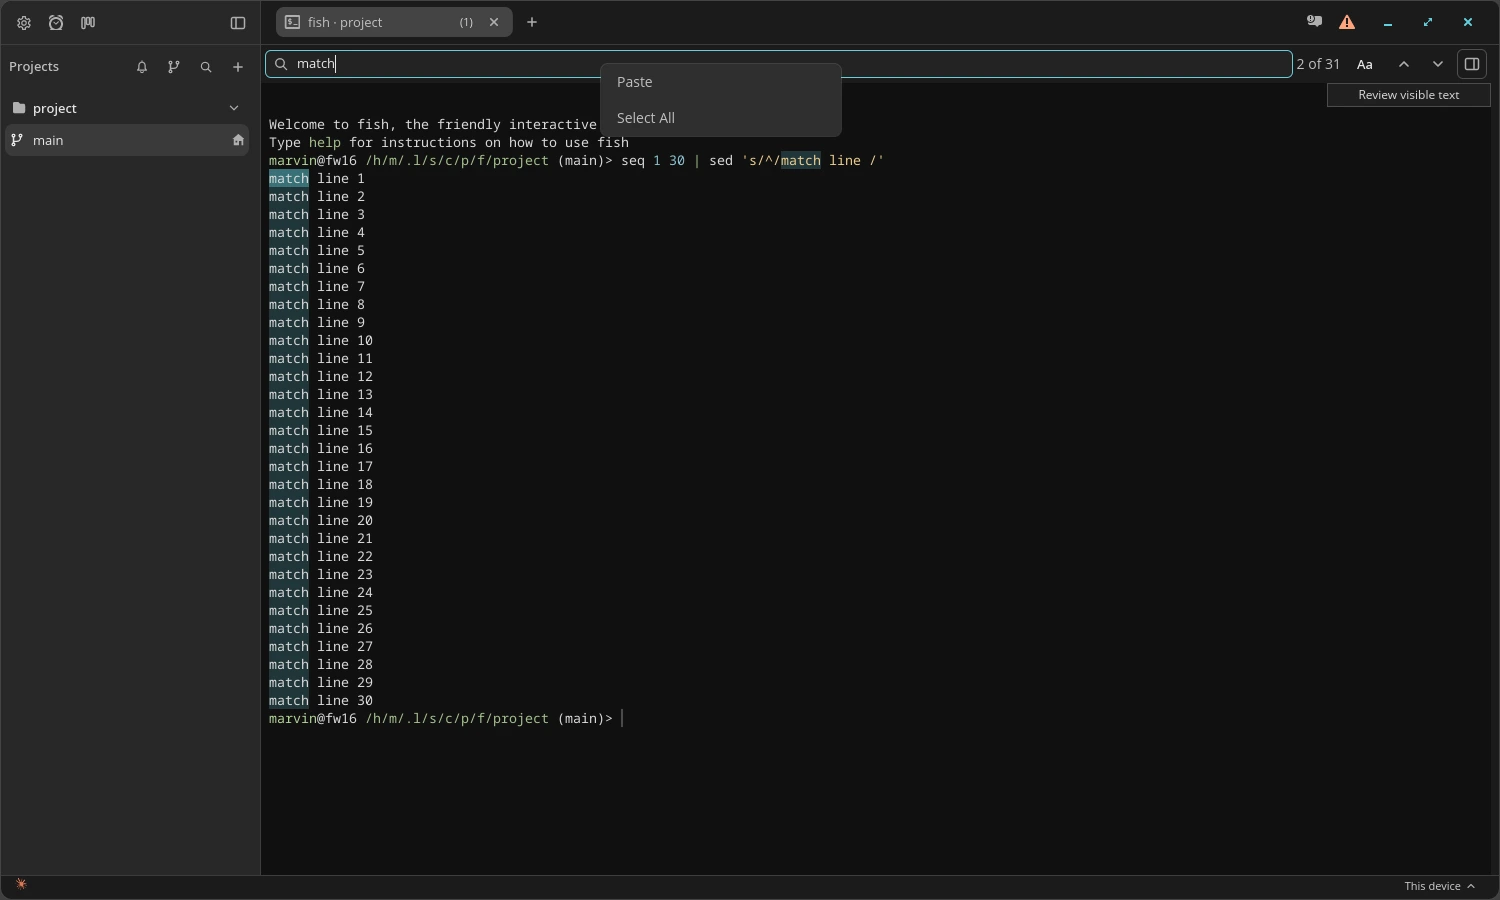 fish · project (1)
Projects
match
2 of 31 Aa
Paste
Select All
Review visible text
project
main
Welcome to fish, the friendly interactive
Type help for instructions on how to use fish
marvin@fw16 /h/m/.l/s/c/p/f/project (main)> seq 1 30 | sed 's/^/match line /'
match line 1
match line 2
match line 3
match line 4
match line 5
match line 6
match line 7
match line 8
match line 9
match line 10
match line 11
match line 12
match line 13
match line 14
match line 15
match line 16
match line 17
match line 18
match line 19
match line 20
match line 21
match line 22
match line 23
match line 24
match line 25
match line 26
match line 27
match line 28
match line 29
match line 30
marvin@fw16 /h/m/.l/s/c/p/f/project (main)>
This device